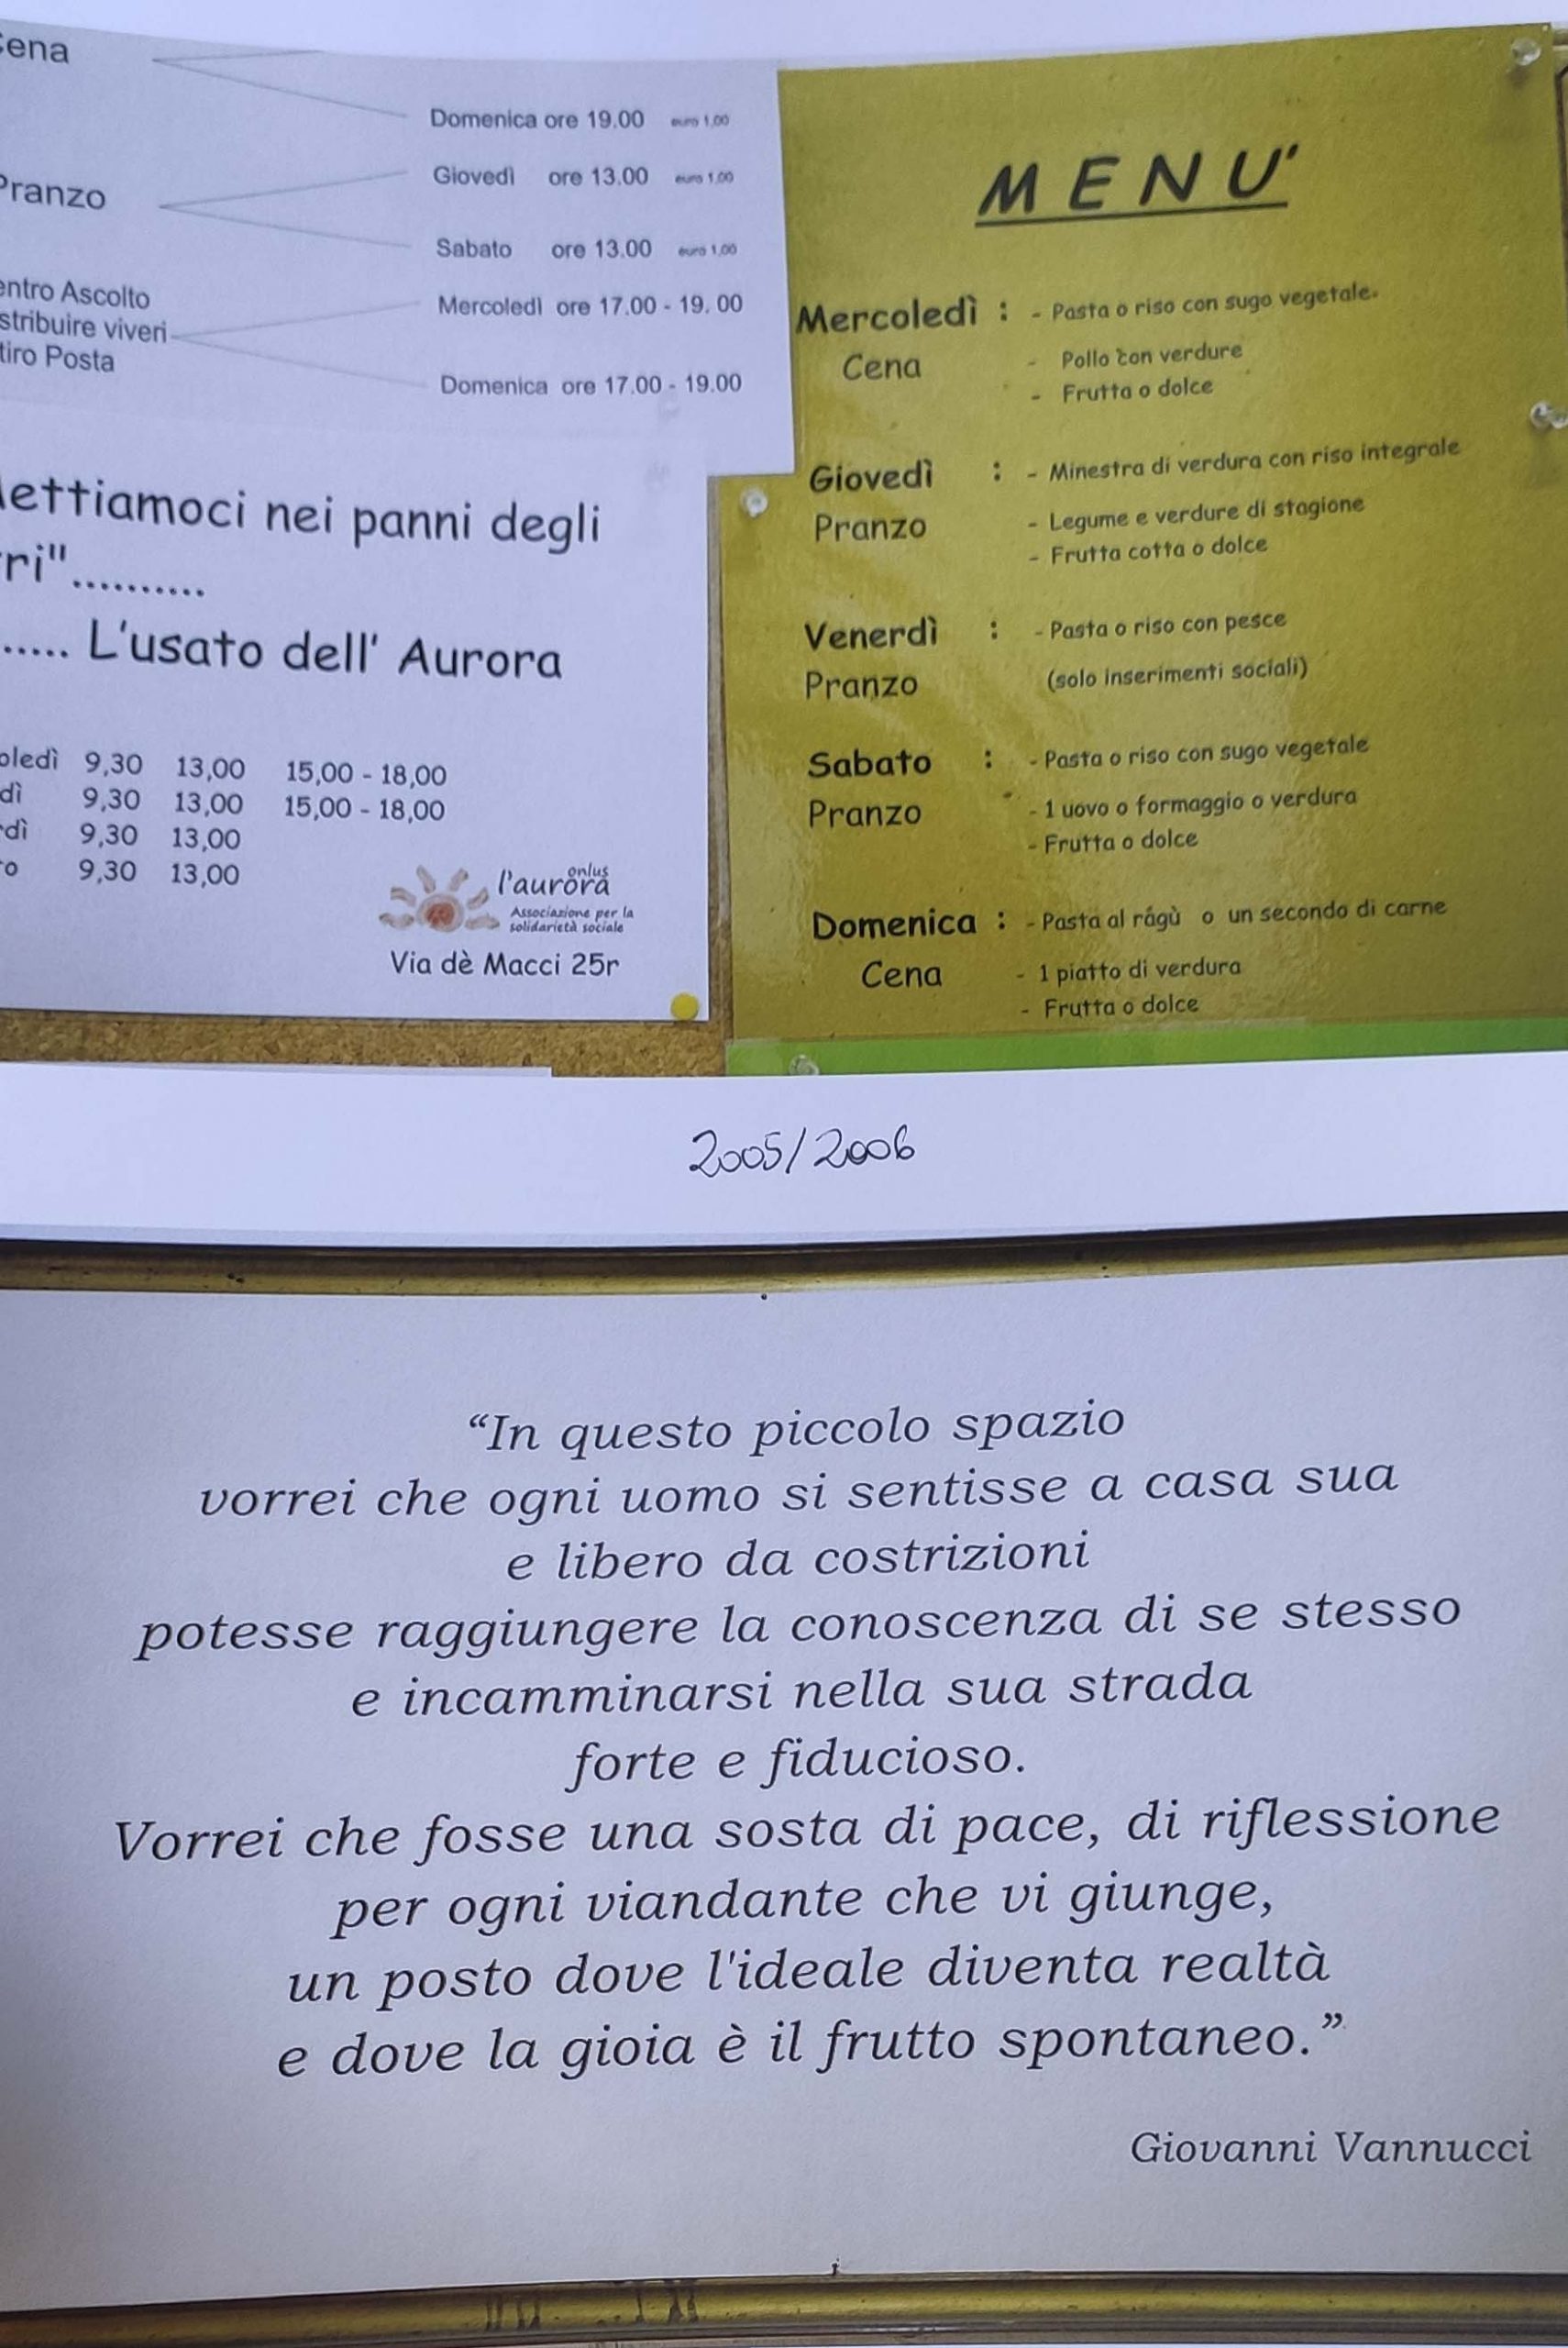 Cena
Domenica ore 19.00 euro 1,00
Pranzo
Giovedì ore 13.00 euro 1,00
Sabato ore 13.00 euro 1,00
entro Ascolto
stribuire viveri
tiro Posta
Mercoledì ore 17.00 - 19. 00
Domenica ore 17.00 - 19.00
ettiamoci nei panni degli
ri"..........
..... L'usato dell' Aurora
oledì 9,30 13,00 15,00 - 18,00
dì 9,30 13,00 15,00 - 18,00
dì 9,30 13,00
o 9,30 13,00
l'aurora onlus
Associazione per la
solidarietà sociale
Via dè Macci 25r
MENU'
Mercoledì : - Pasta o riso con sugo vegetale.
Cena - Pollo con verdure
- Frutta o dolce
Giovedì : - Minestra di verdura con riso integrale
Pranzo - Legume e verdure di stagione
- Frutta cotta o dolce
Venerdì : - Pasta o riso con pesce
Pranzo (solo inserimenti sociali)
Sabato : - Pasta o riso con sugo vegetale
Pranzo - 1 uovo o formaggio o verdura
- Frutta o dolce
Domenica : - Pasta al rágù o un secondo di carne
Cena - 1 piatto di verdura
- Frutta o dolce
2005/2006
“In questo piccolo spazio
vorrei che ogni uomo si sentisse a casa sua
e libero da costrizioni
potesse raggiungere la conoscenza di se stesso
e incamminarsi nella sua strada
forte e fiducioso.
Vorrei che fosse una sosta di pace, di riflessione
per ogni viandante che vi giunge,
un posto dove l'ideale diventa realtà
e dove la gioia è il frutto spontaneo.”
Giovanni Vannucci